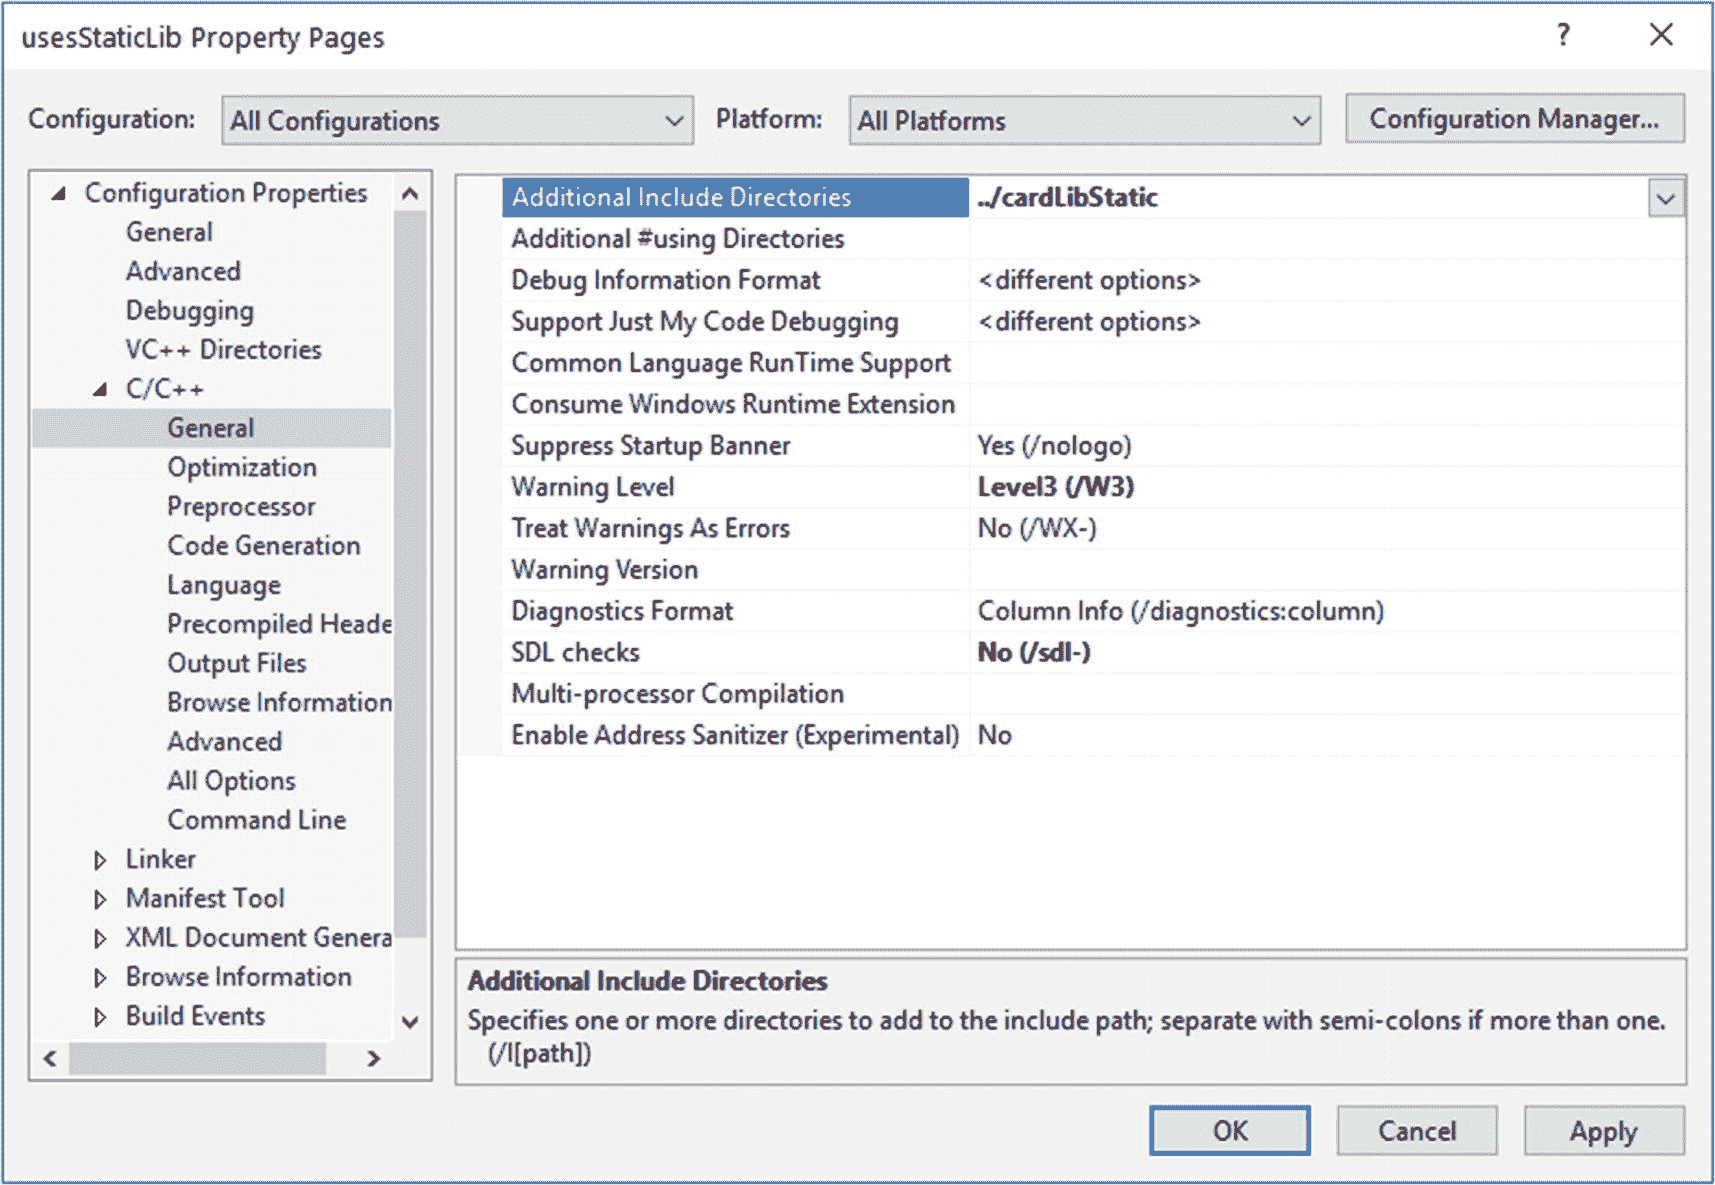 usesStaticLib Property Pages
?
Configuration: All Configurations Platform: All Platforms Configuration Manager...
Configuration Properties
General
Advanced
Debugging
VC++ Directories
C/C++
General
Optimization
Preprocessor
Code Generation
Language
Precompiled Heade
Output Files
Browse Information
Advanced
All Options
Command Line
Linker
Manifest Tool
XML Document Genera
Browse Information
Build Events
Additional Include Directories ../cardLibStatic
Additional #using Directories
Debug Information Format <different options>
Support Just My Code Debugging <different options>
Common Language RunTime Support
Consume Windows Runtime Extension
Suppress Startup Banner Yes (/nologo)
Warning Level Level3 (/W3)
Treat Warnings As Errors No (/WX-)
Warning Version
Diagnostics Format Column Info (/diagnostics:column)
SDL checks No (/sdl-)
Multi-processor Compilation
Enable Address Sanitizer (Experimental) No
Additional Include Directories
Specifies one or more directories to add to the include path; separate with semi-colons if more than one.
(/I[path])
OK Cancel Apply